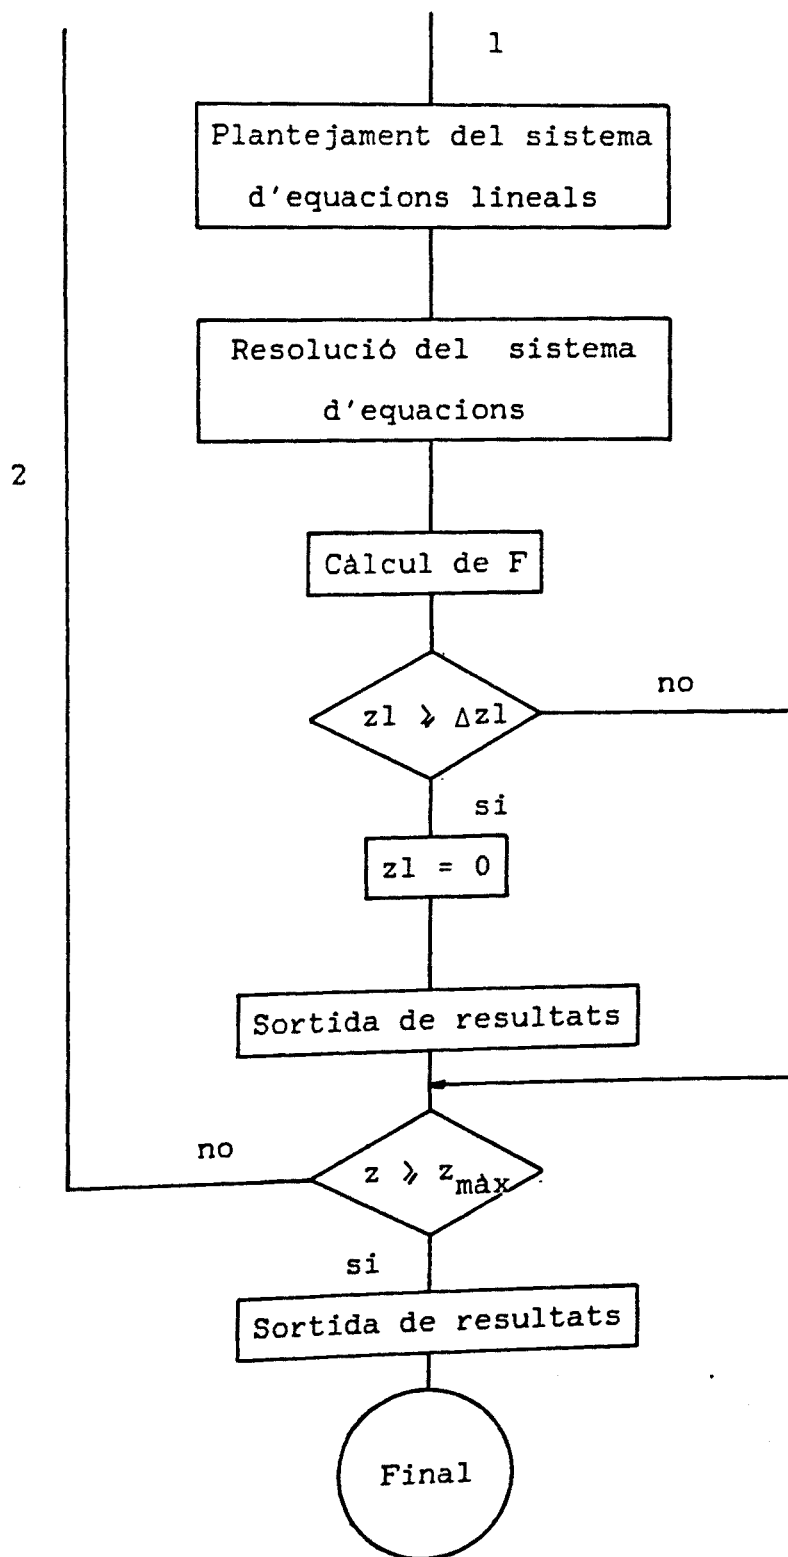 1
Plantejament del sistema
d'equacions lineals
Resolució del sistema
d'equacions
2
Càlcul de F
zl ⩾ Δzl
no
si
zl = 0
Sortida de resultats
no
z ⩾ zmàx
si
Sortida de resultats
Final